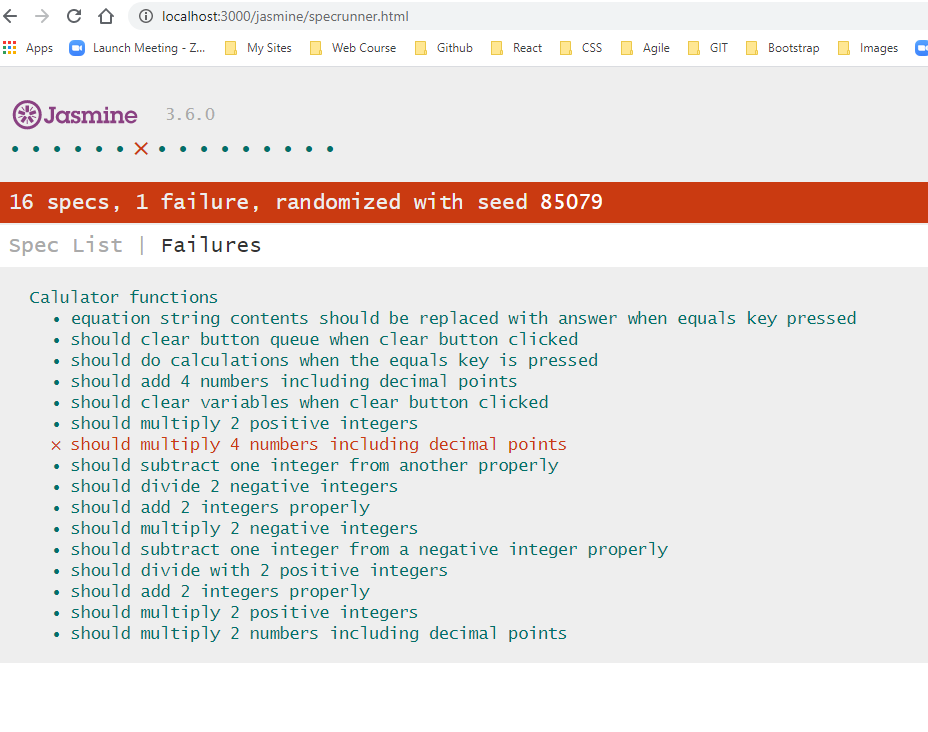 localhost:3000/jasmine/specrunner.html
Apps Launch Meeting - Z... My Sites Web Course Github React CSS Agile GIT Bootstrap Images
Jasmine 3.6.0
16 specs, 1 failure, randomized with seed 85079
Spec List | Failures
Calulator functions
• equation string contents should be replaced with answer when equals key pressed
• should clear button queue when clear button clicked
• should do calculations when the equals key is pressed
• should add 4 numbers including decimal points
• should clear variables when clear button clicked
• should multiply 2 positive integers
× should multiply 4 numbers including decimal points
• should subtract one integer from another properly
• should divide 2 negative integers
• should add 2 integers properly
• should multiply 2 negative integers
• should subtract one integer from a negative integer properly
• should divide with 2 positive integers
• should add 2 integers properly
• should multiply 2 positive integers
• should multiply 2 numbers including decimal points